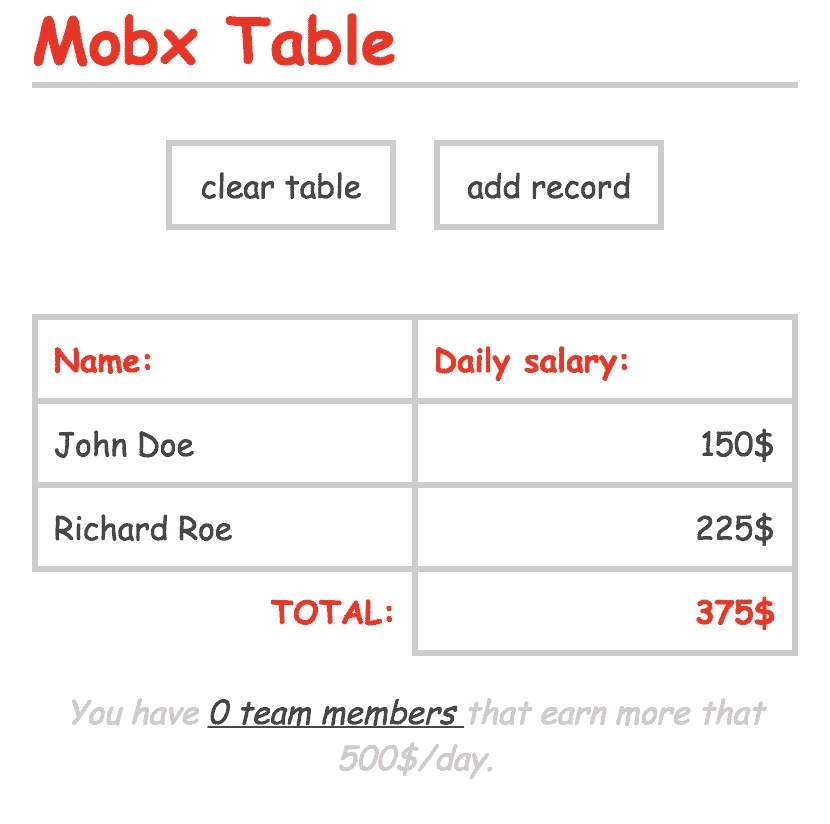 Mobx Table
clear table add record
Name: Daily salary:
John Doe 150$
Richard Roe 225$
TOTAL: 375$
You have 0 team members that earn more that
500$/day.